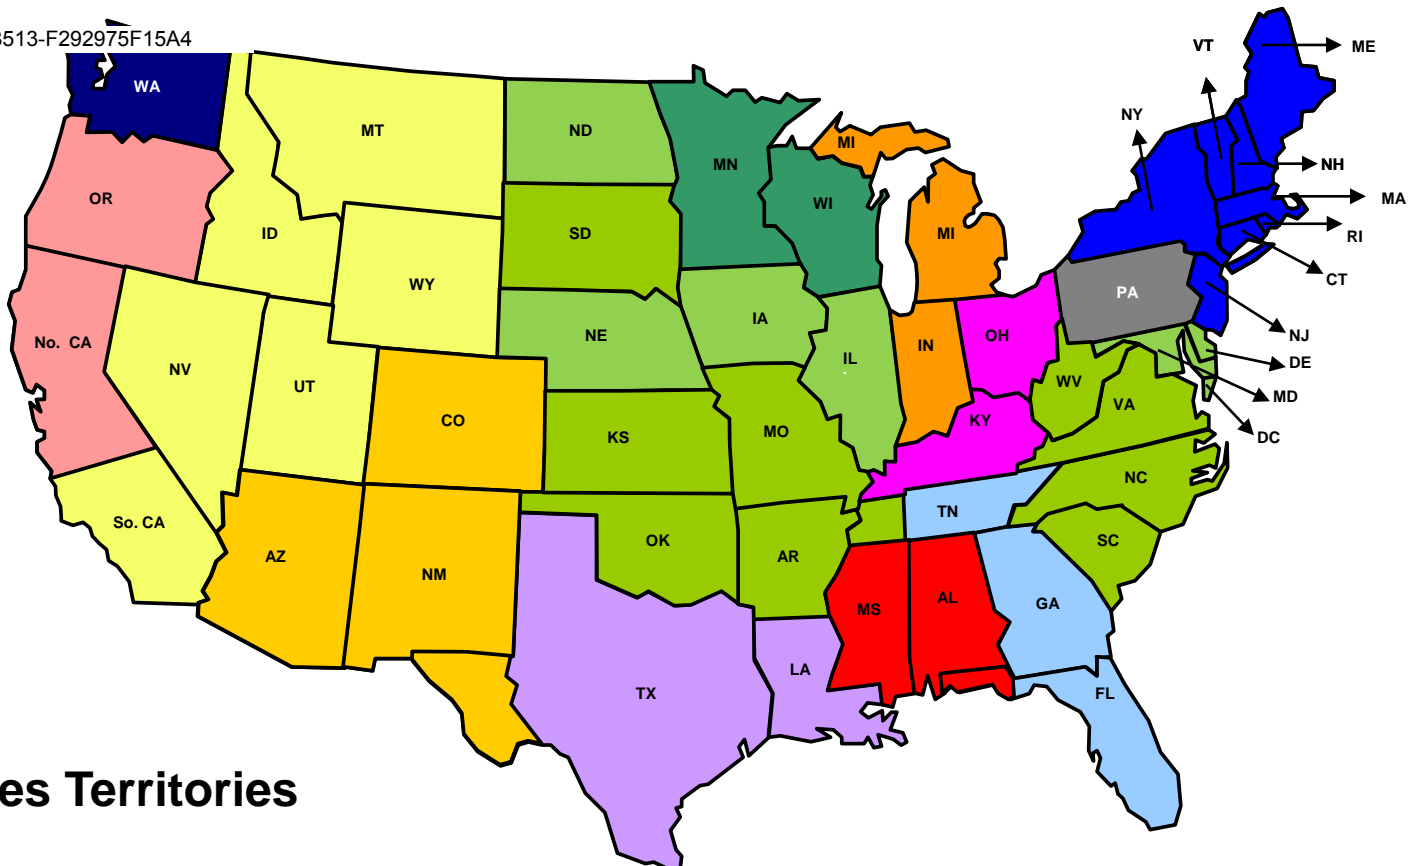 3513-F292975F15A4
VT
ME
WA
NY
MT
ND
MI
MN
NH
OR
MA
WI
ID
SD
MI
RI
WY
CT
PA
IA
NE
OH
NJ
No. CA
IN
IL
DE
NV
UT
WV
MD
VA
CO
KY
KS
MO
DC
NC
TN
So. CA
OK
SC
AZ
AR
NM
AL
GA
MS
LA
TX
FL
es Territories